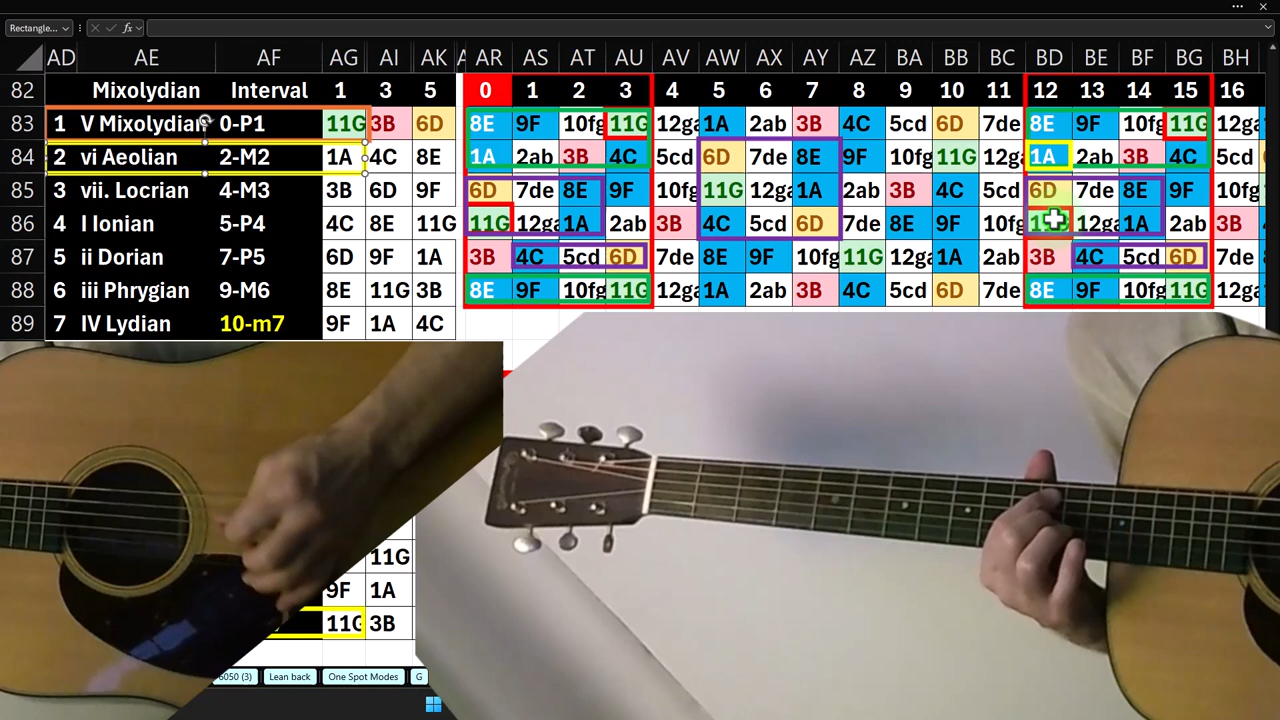 Rectangle... fx
AD AE AF AG AI AK AR AS AT AU AV AW AX AY AZ BA BB BC BD BE BF BG BH
82 Mixolydian Interval 1 3 5 0 1 2 3 4 5 6 7 8 9 10 11 12 13 14 15 16
83 1 V Mixolydian 0-P1 11G 3B 6D 8E 9F 10fg 11G 12ga 1A 2ab 3B 4C 5cd 6D 7de 8E 9F 10fg 11G 12ga
84 2 vi Aeolian 2-M2 1A 4C 8E 1A 2ab 3B 4C 5cd 6D 7de 8E 9F 10fg 11G 12ga 1A 2ab 3B 4C 5cd
85 3 vii. Locrian 4-M3 3B 6D 9F 6D 7de 8E 9F 10fg 11G 12ga 1A 2ab 3B 4C 5cd 6D 7de 8E 9F 10fg
86 4 I Ionian 5-P4 4C 8E 11G 11G 12ga 1A 2ab 3B 4C 5cd 6D 7de 8E 9F 10fg 12ga 1A 2ab 3B
87 5 ii Dorian 7-P5 6D 9F 1A 3B 4C 5cd 6D 7de 8E 9F 10fg 11G 12ga 1A 2ab 3B 4C 5cd 6D 7de
88 6 iii Phrygian 9-M6 8E 11G 3B 8E 9F 10fg 11G 12ga 1A 2ab 3B 4C 5cd 6D 7de 8E 9F 10fg 11G 12ga
89 7 IV Lydian 10-m7 9F 1A 4C
11G
9F 1A
11G 3B
6050 (3) Lean back One Spot Modes G